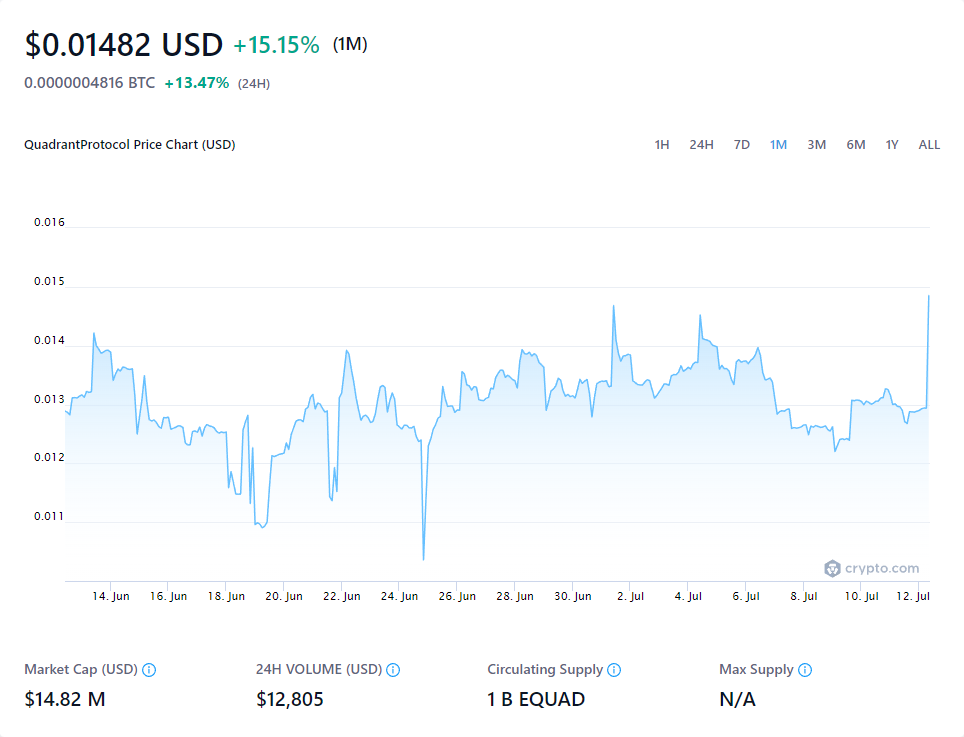 $0.01482 USD +15.15% (1M)
0.0000004816 BTC +13.47% (24H)
QuadrantProtocol Price Chart (USD) 1H 24H 7D 1M 3M 6M 1Y ALL
0.016
0.015
0.014
0.013
0.012
0.011
crypto.com
14. Jun 16. Jun 18. Jun 20. Jun 22. Jun 24. Jun 26. Jun 28. Jun 30. Jun 2. Jul 4. Jul 6. Jul 8. Jul 10. Jul 12. Jul
Market Cap (USD) 24H VOLUME (USD) Circulating Supply Max Supply
$14.82 M $12,805 1 B EQUAD N/A